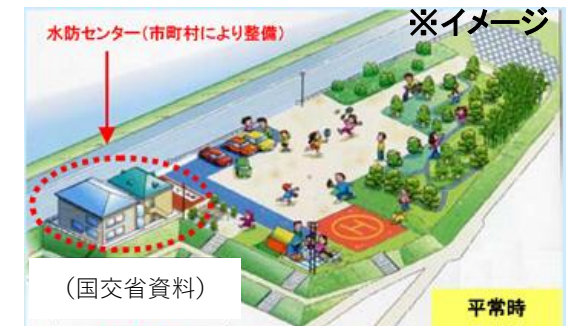 ※イメージ
水防センター(市町村により整備)
H
(国交省資料)
平常時